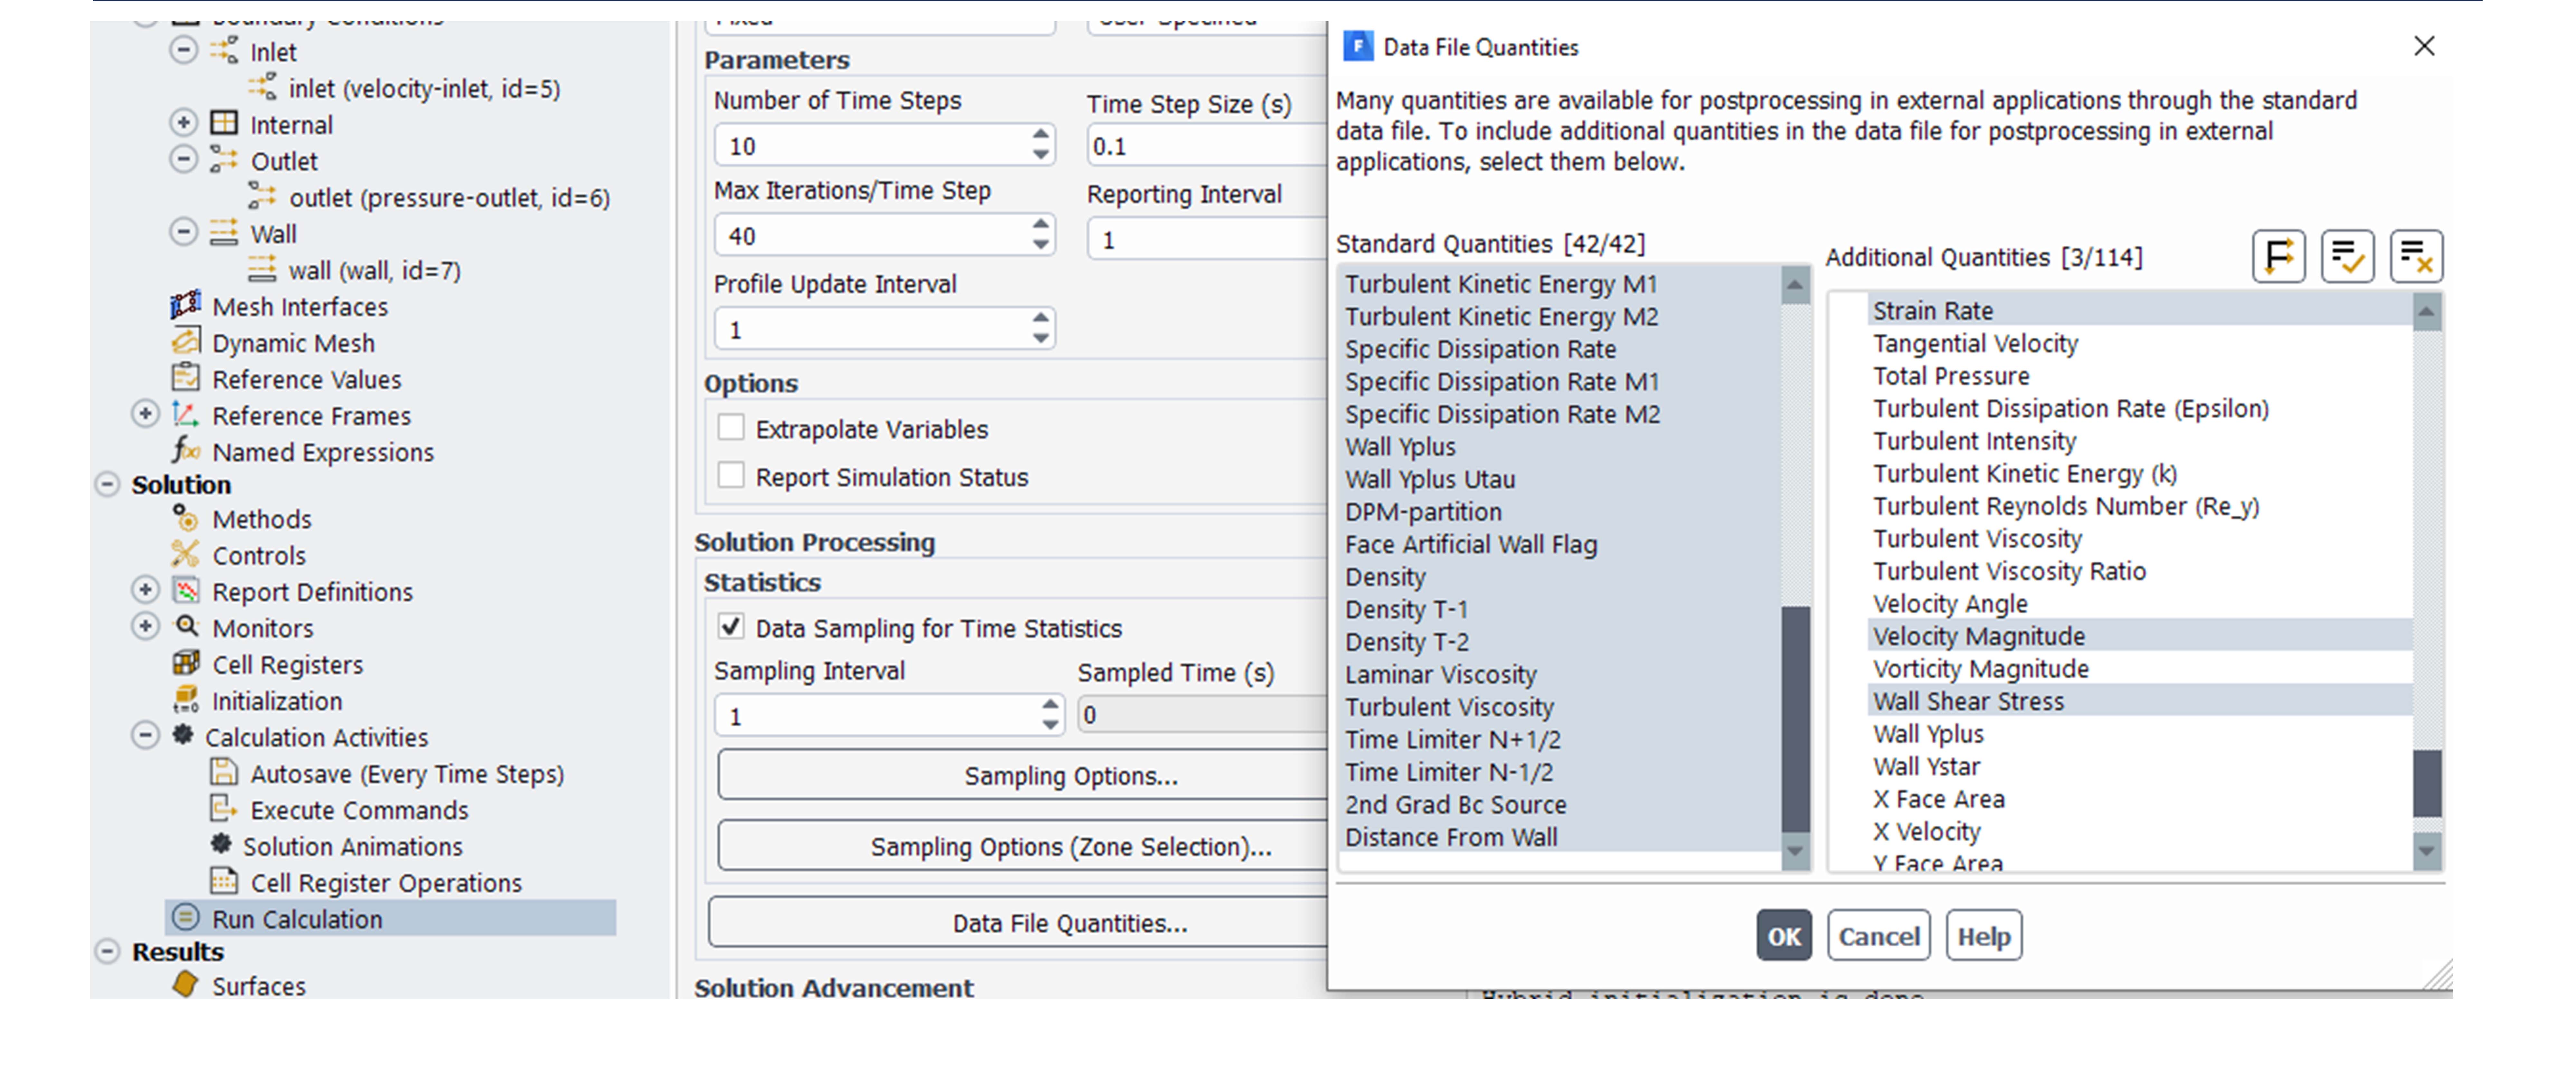 Boundary Conditions
Inlet
inlet (velocity-inlet, id=5)
Internal
Outlet
outlet (pressure-outlet, id=6)
Wall
wall (wall, id=7)
Mesh Interfaces
Dynamic Mesh
Reference Values
Reference Frames
Named Expressions
Solution
Methods
Controls
Report Definitions
Monitors
Cell Registers
Initialization
Calculation Activities
Autosave (Every Time Steps)
Execute Commands
Solution Animations
Cell Register Operations
Run Calculation
Results
Surfaces
Fixed
User-Specified
Parameters
Number of Time Steps
Time Step Size (s)
10
0.1
Max Iterations/Time Step
Reporting Interval
40
1
Profile Update Interval
1
Options
Extrapolate Variables
Report Simulation Status
Solution Processing
Statistics
Data Sampling for Time Statistics
Sampling Interval
Sampled Time (s)
1
0
Sampling Options...
Sampling Options (Zone Selection)...
Data File Quantities...
Solution Advancement
F
Data File Quantities
Many quantities are available for postprocessing in external applications through the standard
data file. To include additional quantities in the data file for postprocessing in external
applications, select them below.
Standard Quantities [42/42]
Turbulent Kinetic Energy M1
Turbulent Kinetic Energy M2
Specific Dissipation Rate
Specific Dissipation Rate M1
Specific Dissipation Rate M2
Wall Yplus
Wall Yplus Utau
DPM-partition
Face Artificial Wall Flag
Density
Density T-1
Density T-2
Laminar Viscosity
Turbulent Viscosity
Time Limiter N+1/2
Time Limiter N-1/2
2nd Grad Bc Source
Distance From Wall
Additional Quantities [3/114]
Strain Rate
Tangential Velocity
Total Pressure
Turbulent Dissipation Rate (Epsilon)
Turbulent Intensity
Turbulent Kinetic Energy (k)
Turbulent Reynolds Number (Re_y)
Turbulent Viscosity
Turbulent Viscosity Ratio
Velocity Angle
Velocity Magnitude
Vorticity Magnitude
Wall Shear Stress
Wall Yplus
Wall Ystar
X Face Area
X Velocity
Y Face Area
OK
Cancel
Help
Hybrid initialization is done